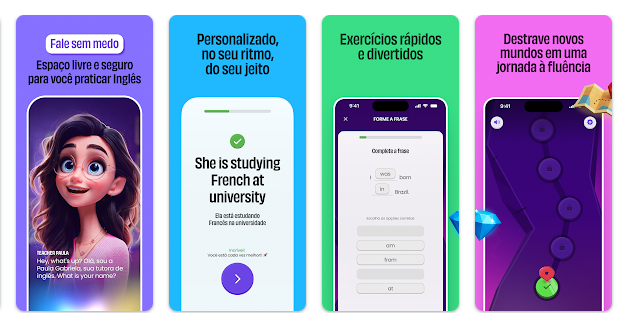 Fale sem medo
Espaço livre e seguro
para você praticar Inglês
TEACHER PAULA
Hey, what's up? Olá, sou a
Paula Gabriela, sua tutora de
inglês. What is your name?
Personalizado,
no seu ritmo,
do seu jeito
She is studying
French at
university
Ela está estudando
Francês na universidade
Incrível!
Você está cada vez melhor!
Exercícios rápidos
e divertidos
9:41
FORME A FRASE
Complete a frase
I was born
in Brazil.
Escolha as opções corretas
am
from
at
Destrave novos
mundos em uma
jornada à fluência
9:41